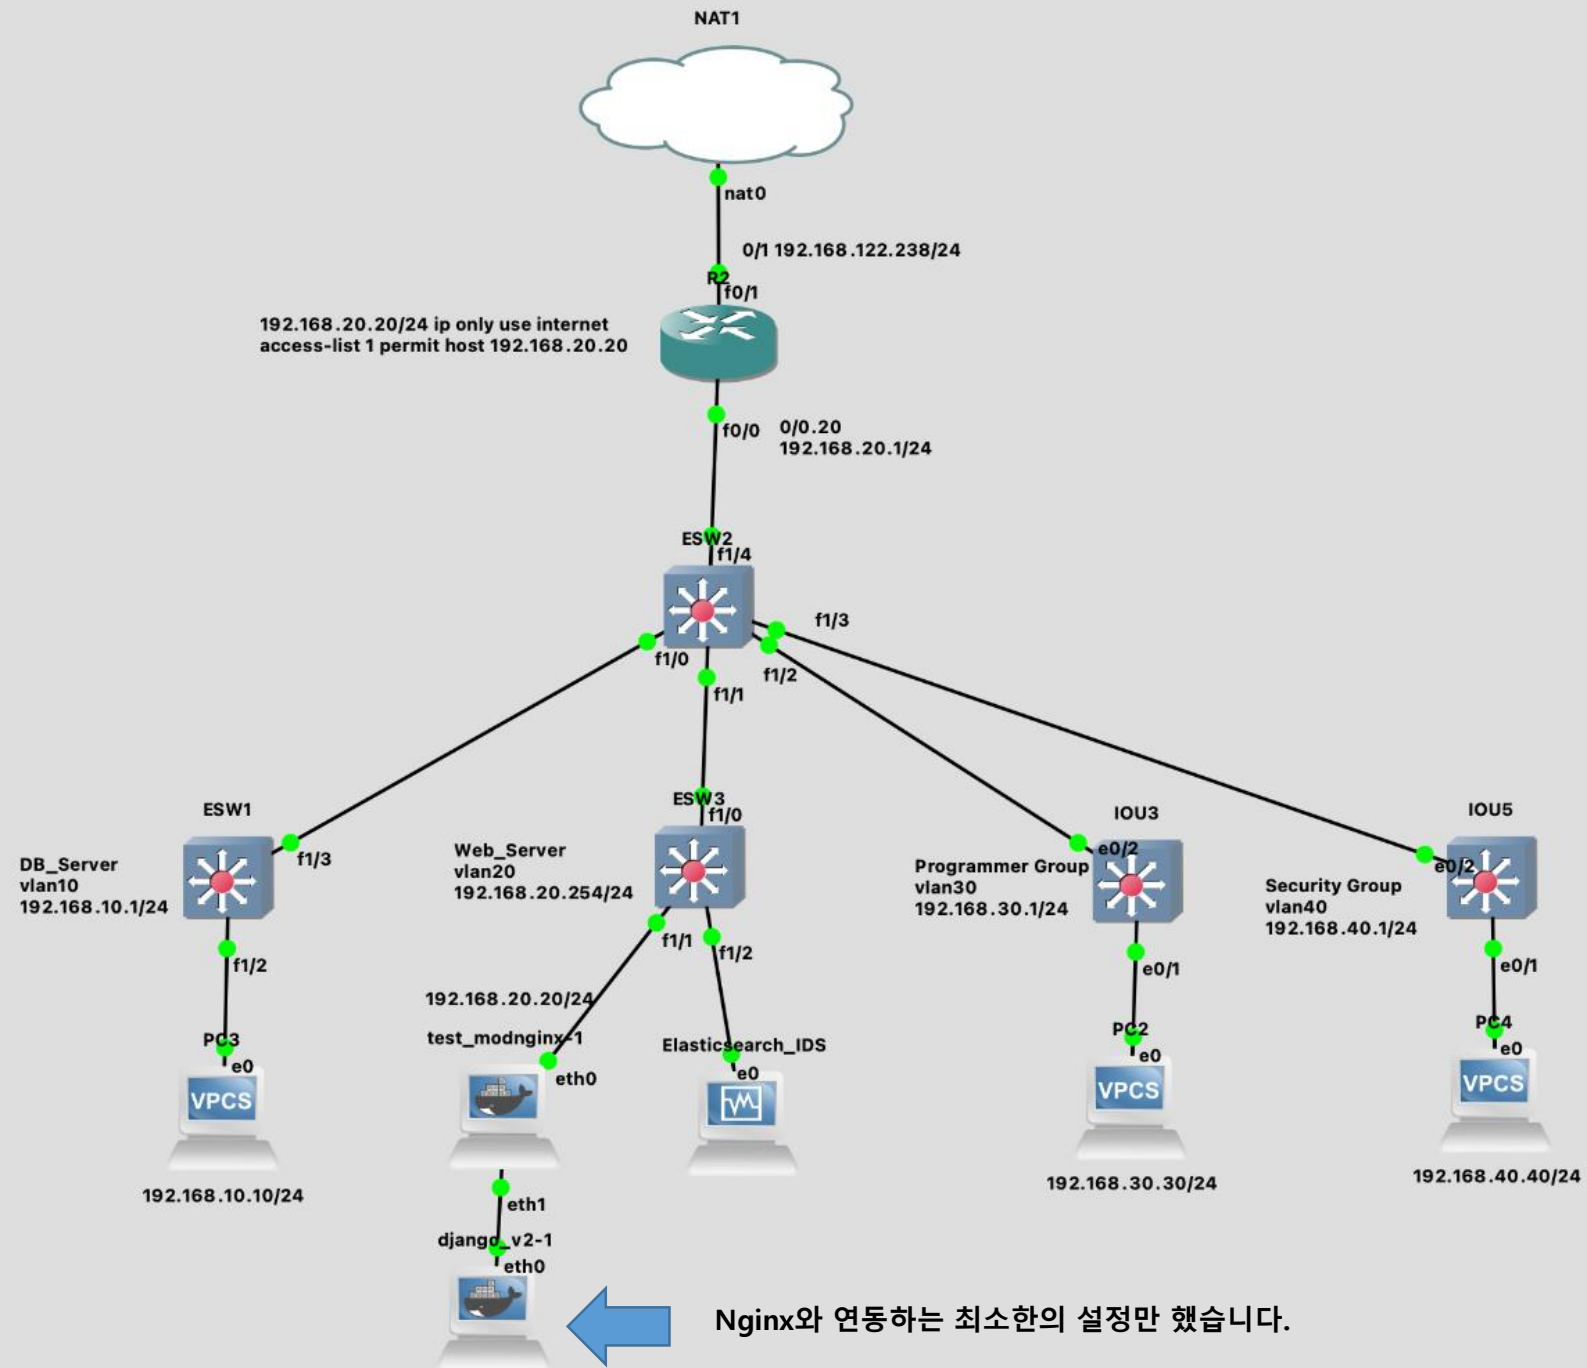 NAT1
nat0
0/1 192.168.122.238/24
R2
f0/1
192.168.20.20/24 ip only use internet
access-list 1 permit host 192.168.20.20
f0/0
0/0.20
192.168.20.1/24
ESW2
f1/4
f1/3
f1/0
f1/2
f1/1
ESW1
f1/3
DB_Server
vlan10
192.168.10.1/24
f1/2
PC3
e0
VPCS
192.168.10.10/24
ESW3
f1/0
Web_Server
vlan20
192.168.20.254/24
f1/1
f1/2
192.168.20.20/24
test_modnginx-1
eth0
Elasticsearch_IDS
e0
eth1
django_v2-1
eth0
IOU3
e0/2
Programmer Group
vlan30
192.168.30.1/24
e0/1
PC2
e0
VPCS
192.168.30.30/24
IOU5
e0/2
Security Group
vlan40
192.168.40.1/24
e0/1
PC4
e0
VPCS
192.168.40.40/24
Nginx와 연동하는 최소한의 설정만 했습니다.